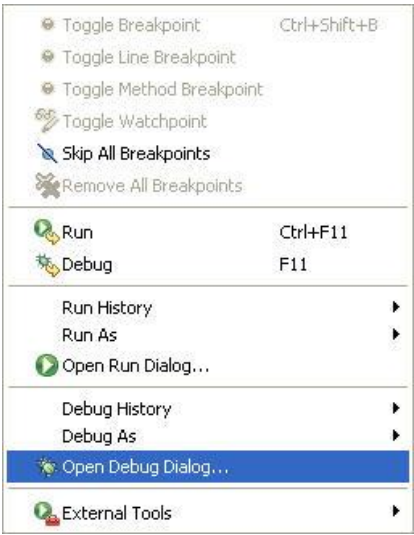 Toggle Breakpoint Ctrl+Shift+B
Toggle Line Breakpoint
Toggle Method Breakpoint
Toggle Watchpoint
Skip All Breakpoints
Remove All Breakpoints
Run Ctrl+F11
Debug F11
Run History
Run As
Open Run Dialog...
Debug History
Debug As
Open Debug Dialog...
External Tools